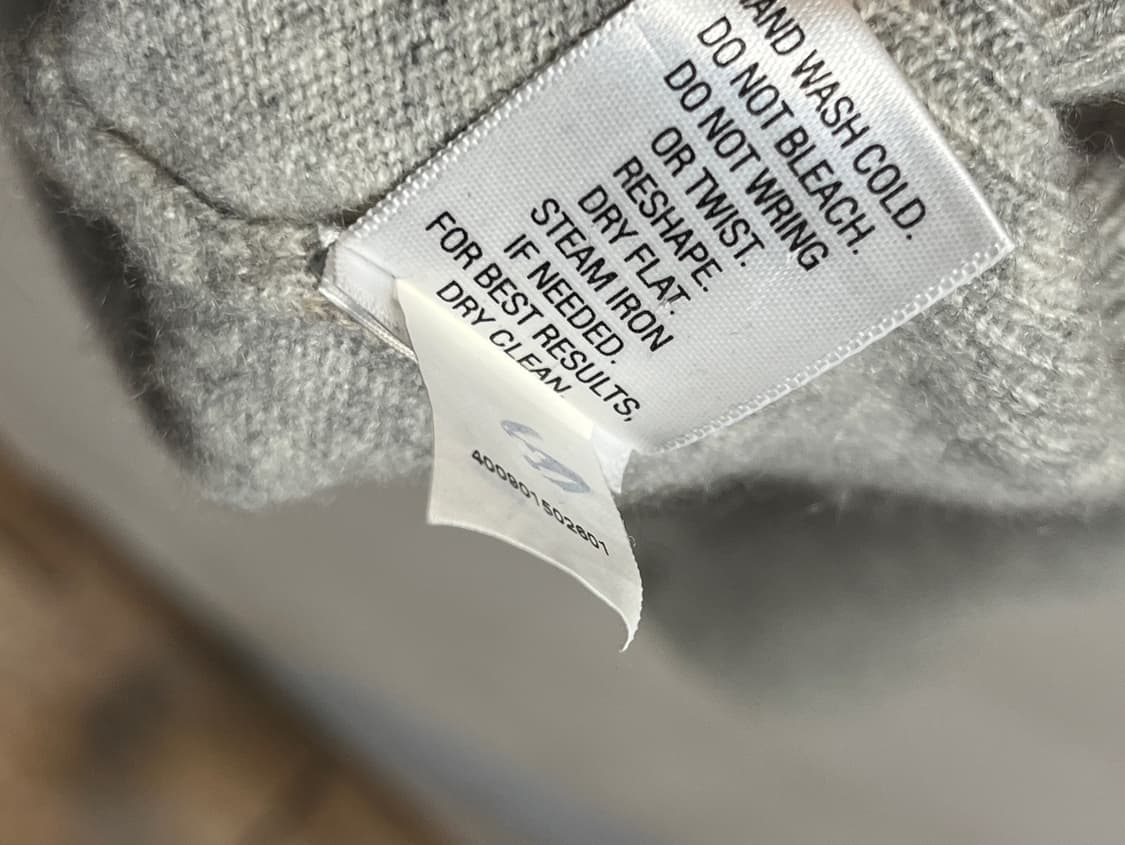 HAND WASH COLD.
DO NOT BLEACH.
DO NOT WRING
OR TWIST.
RESHAPE.
DRY FLAT.
STEAM IRON
IF NEEDED.
FOR BEST RESULTS,
DRY CLEAN.
400901502601